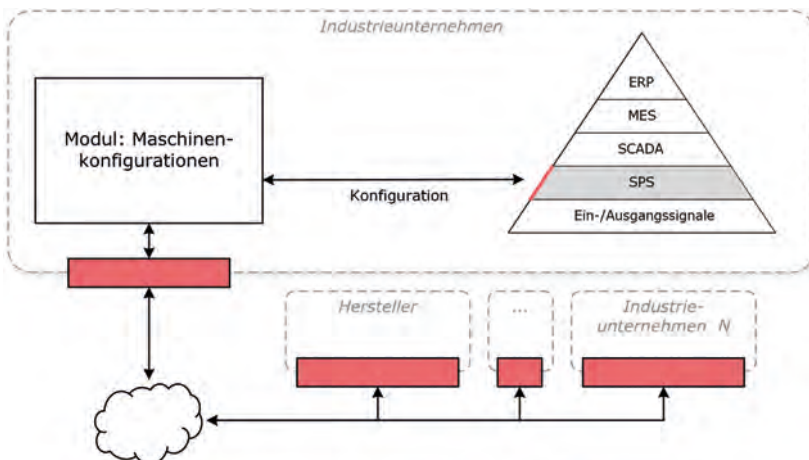 Industrieunternehmen
Modul: Maschinen-
konfigurationen
Konfiguration
ERP
MES
SCADA
SPS
Ein-/Ausgangssignale
Hersteller
...
Industrie-
unternehmen N